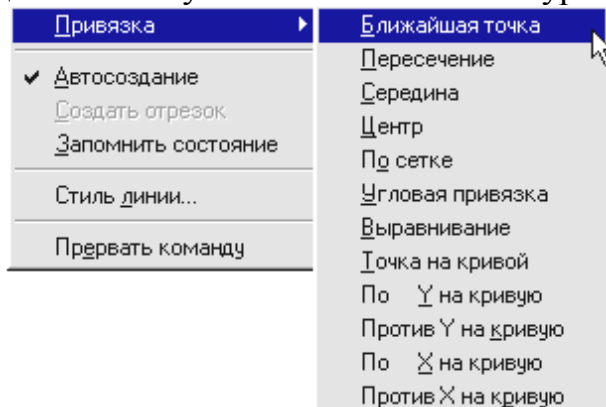 Привязка
Автосоздание
Создать отрезок
Запомнить состояние
Стиль линии...
Прервать команду
Ближайшая точка
Пересечение
Середина
Центр
По сетке
Угловая привязка
Выравнивание
Точка на кривой
По Y на кривую
Против Y на кривую
По X на кривую
Против X на кривую